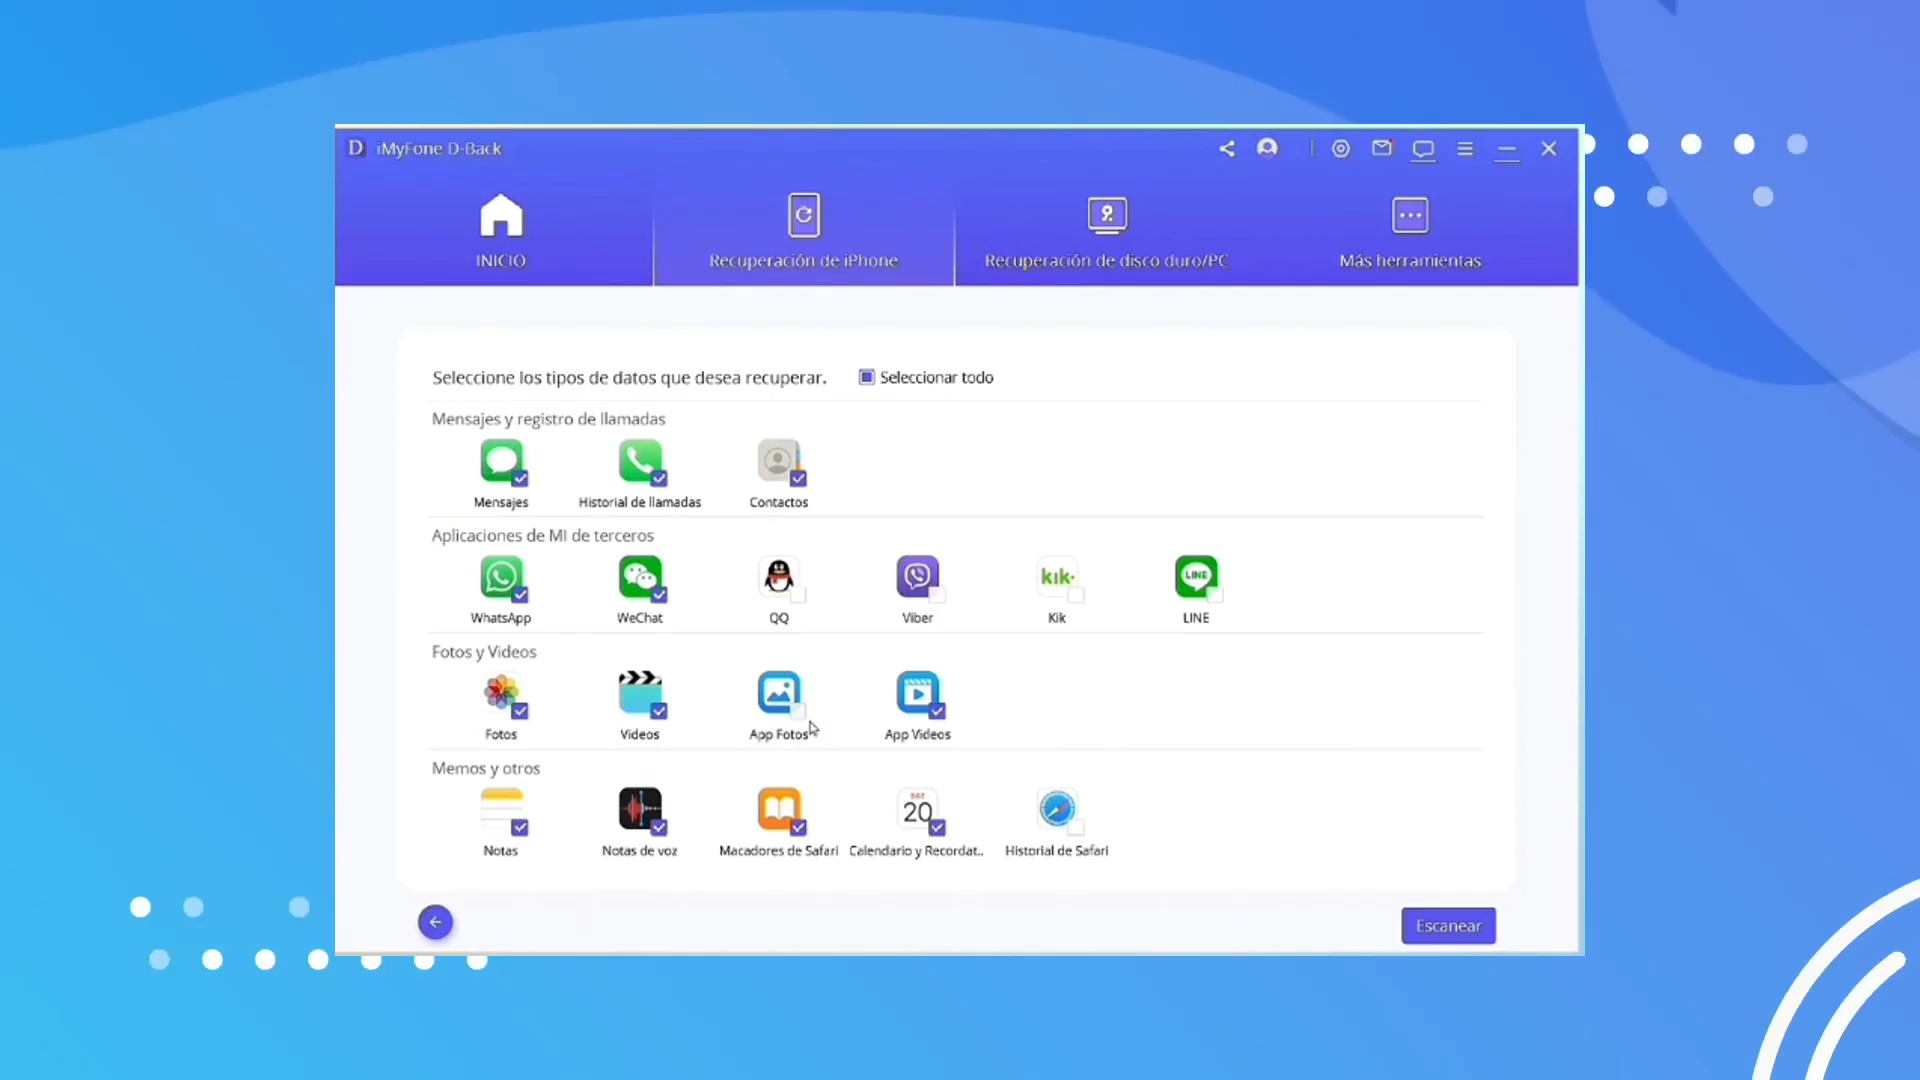 iMyFone D-Back
INICIO
Recuperación de iPhone
Recuperación de disco duro/PC
Más herramientas
Seleccione los tipos de datos que desea recuperar.
Seleccionar todo
Mensajes y registro de llamadas
Mensajes
Historial de llamadas
Contactos
Aplicaciones de MI de terceros
kik·
LINE
WhatsApp
WeChat
QQ
Viber
Kik
LINE
Fotos y Videos
Fotos
Videos
App Fotos
App Videos
Memos y otros
SAT
20
Notas
Notas de voz
Macadores de Safari
Calendario y Recordat..
Historial de Safari
Escanear